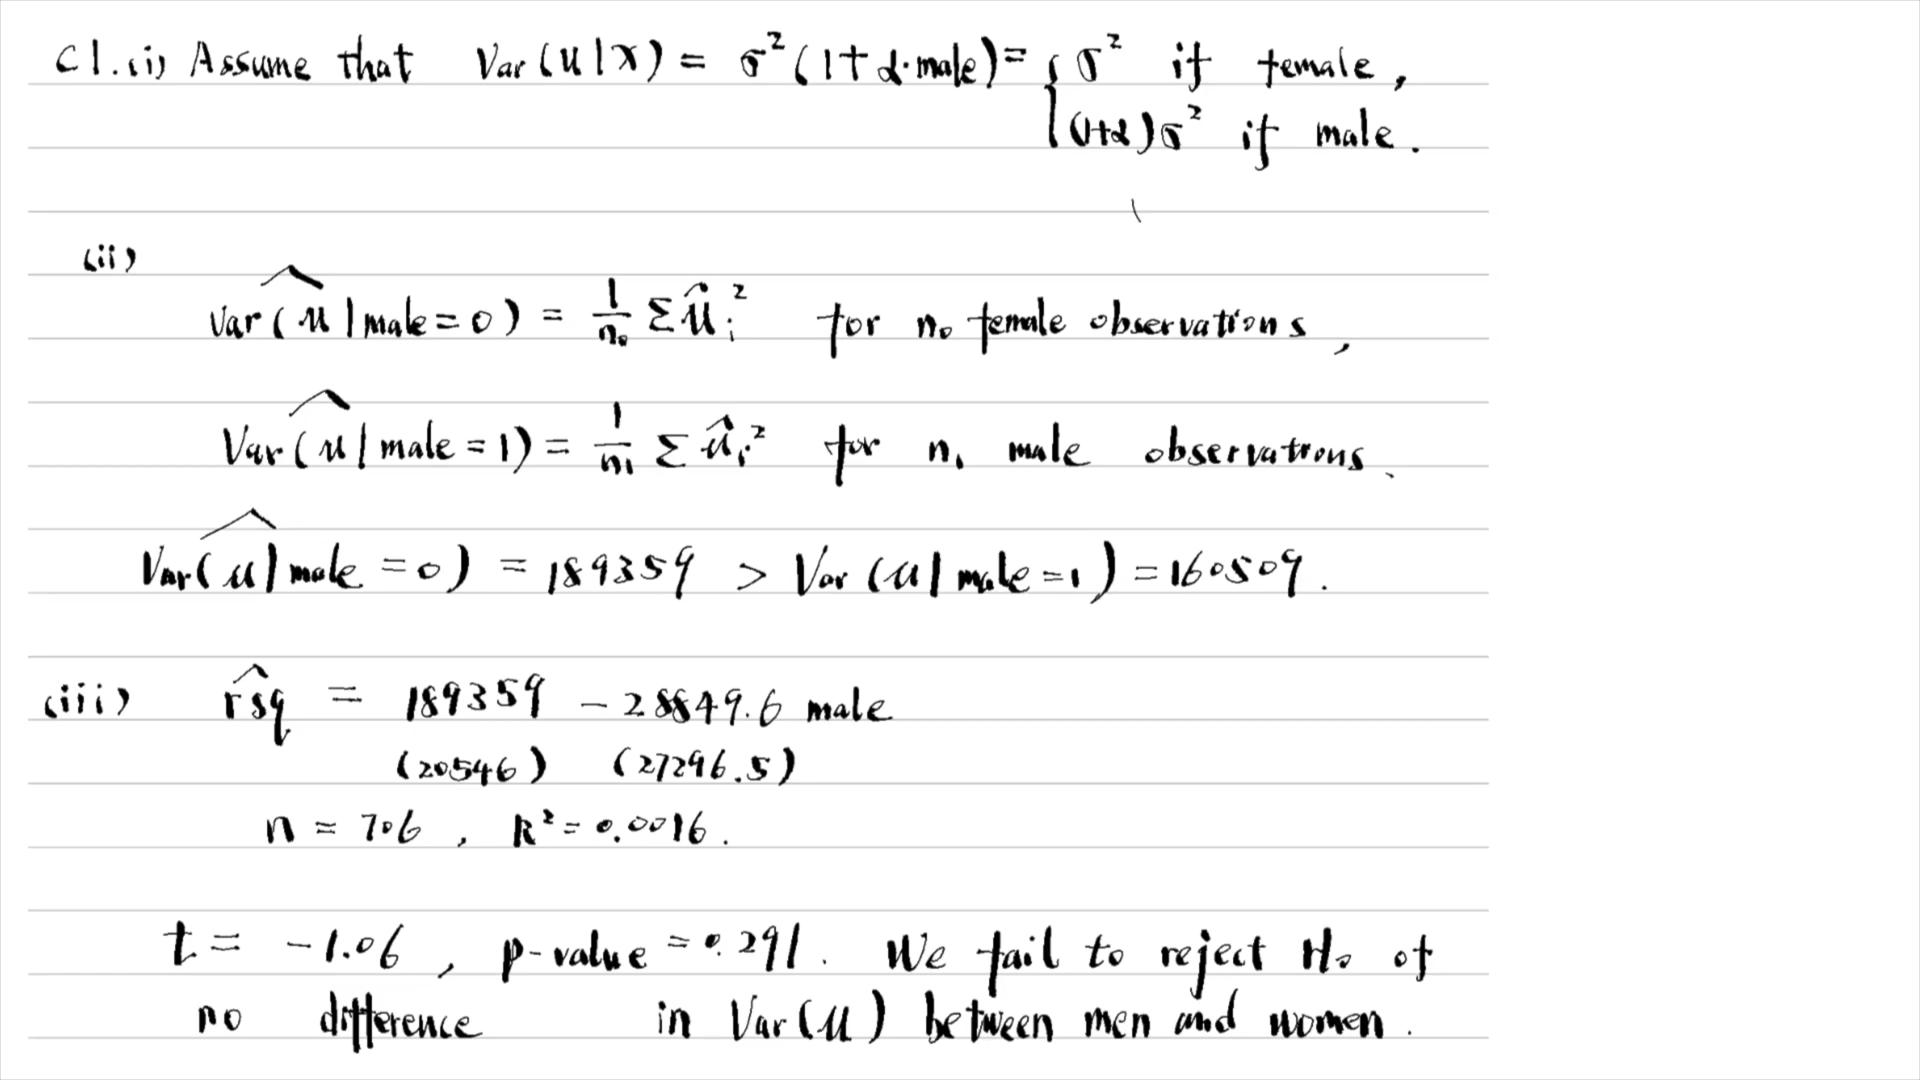 C1. (i) Assume that Var(u|x) = σ²(1+α·male) = { σ² if female,
(1+α)σ² if male.
(ii)
Var(u|male=0)^ = 1/n₀ Σûᵢ² for n₀ female observations,
Var(u|male=1)^ = 1/n₁ Σûᵢ² for n₁ male observations.
Var(u|male=0)^ = 189359 > Var(u|male=1) = 160509.
(iii) rsq^ = 189359 - 28849.6 male
(20546) (27296.5)
n = 706, R² = 0.0016.
t = -1.06, p-value = 0.291. We fail to reject H₀ of
no difference in Var(u) between men and women.